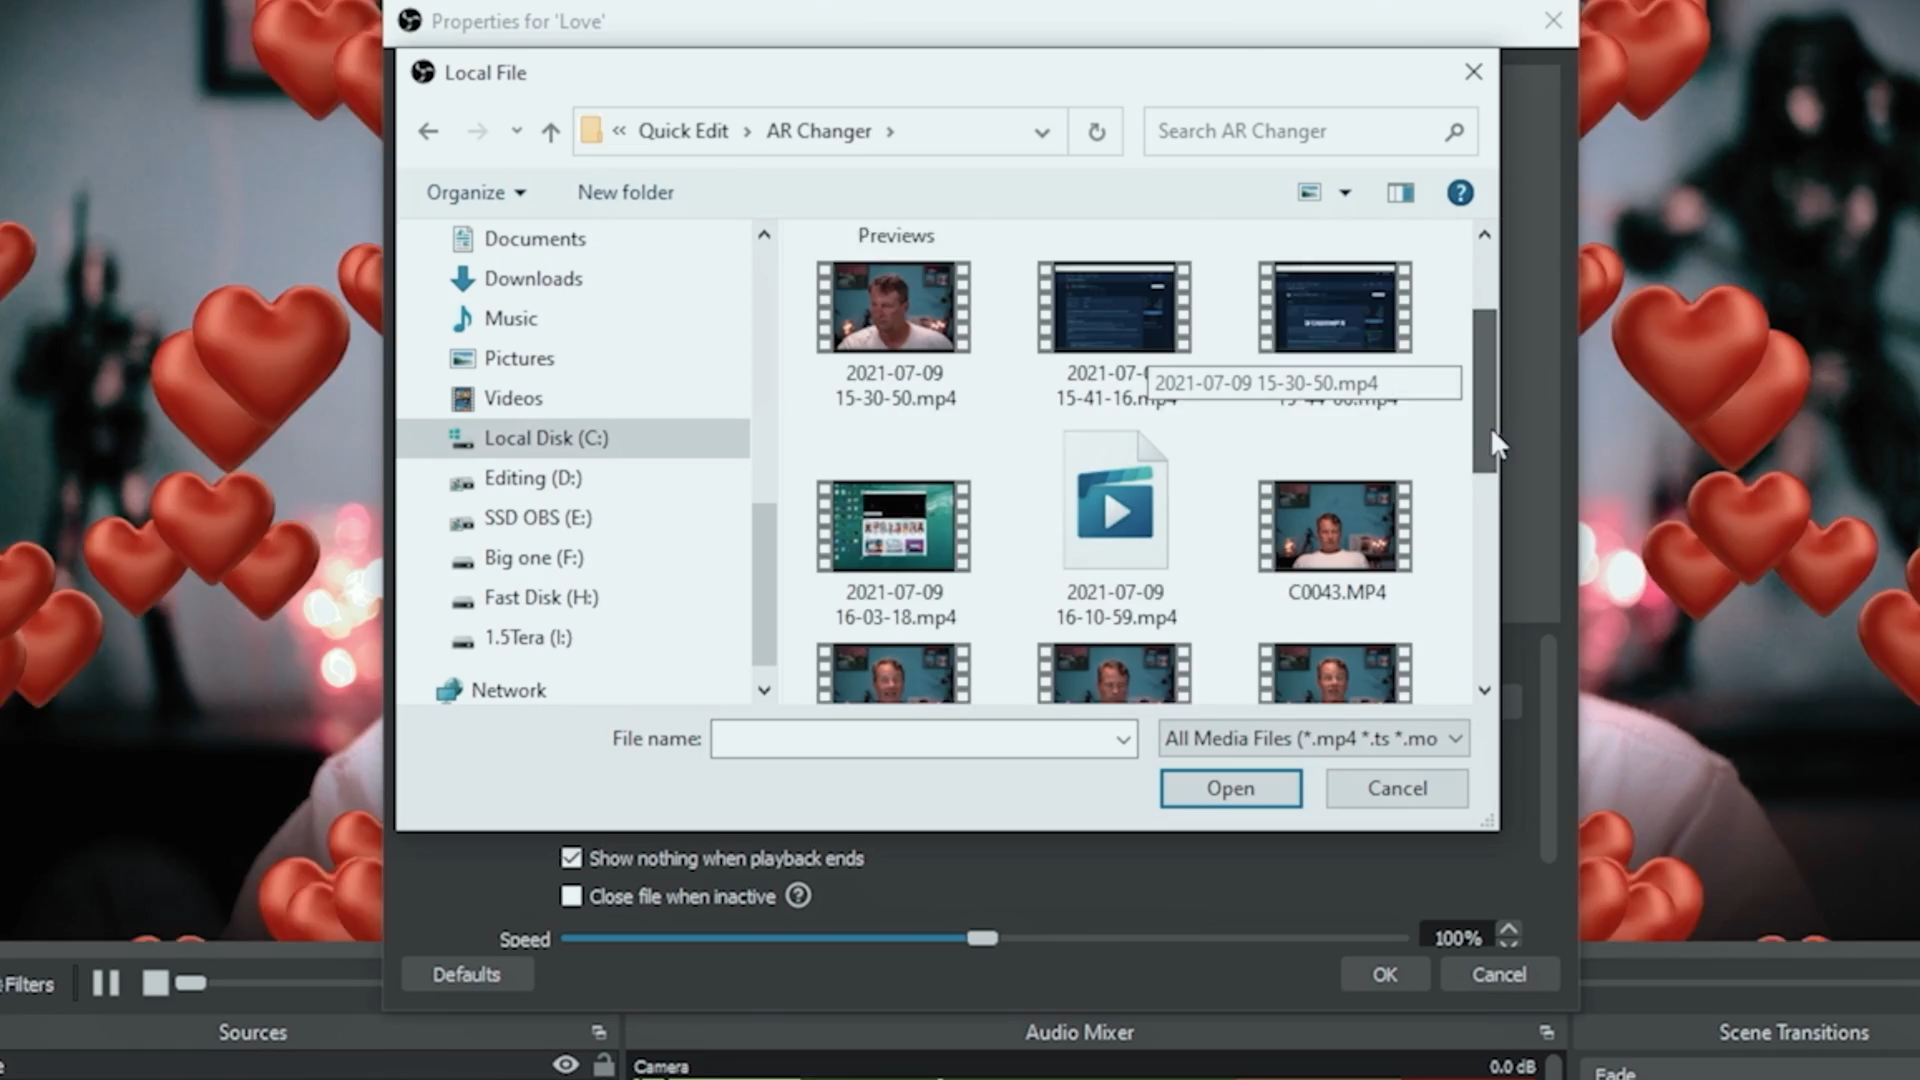 Properties for 'Love'
Local File
« Quick Edit › AR Changer ›
Search AR Changer
Organize
New folder
?
Documents
Downloads
Music
Pictures
Videos
Local Disk (C:)
Editing (D:)
SSD OBS (E:)
Big one (F:)
Fast Disk (H:)
1.5Tera (I:)
Network
Previews
2021-07-09
15-30-50.mp4
15-41-16.mp4
2021-07-09 15-30-50.mp4
2021-07-09
16-03-18.mp4
2021-07-09
16-10-59.mp4
C0043.MP4
File name:
All Media Files (*.mp4 *.ts *.mo
Open
Cancel
Show nothing when playback ends
Close file when inactive ?
Speed
100%
Defaults
OK
Cancel
Filters
Sources
Audio Mixer
Scene Transitions
Camera
0.0 dB
Fade